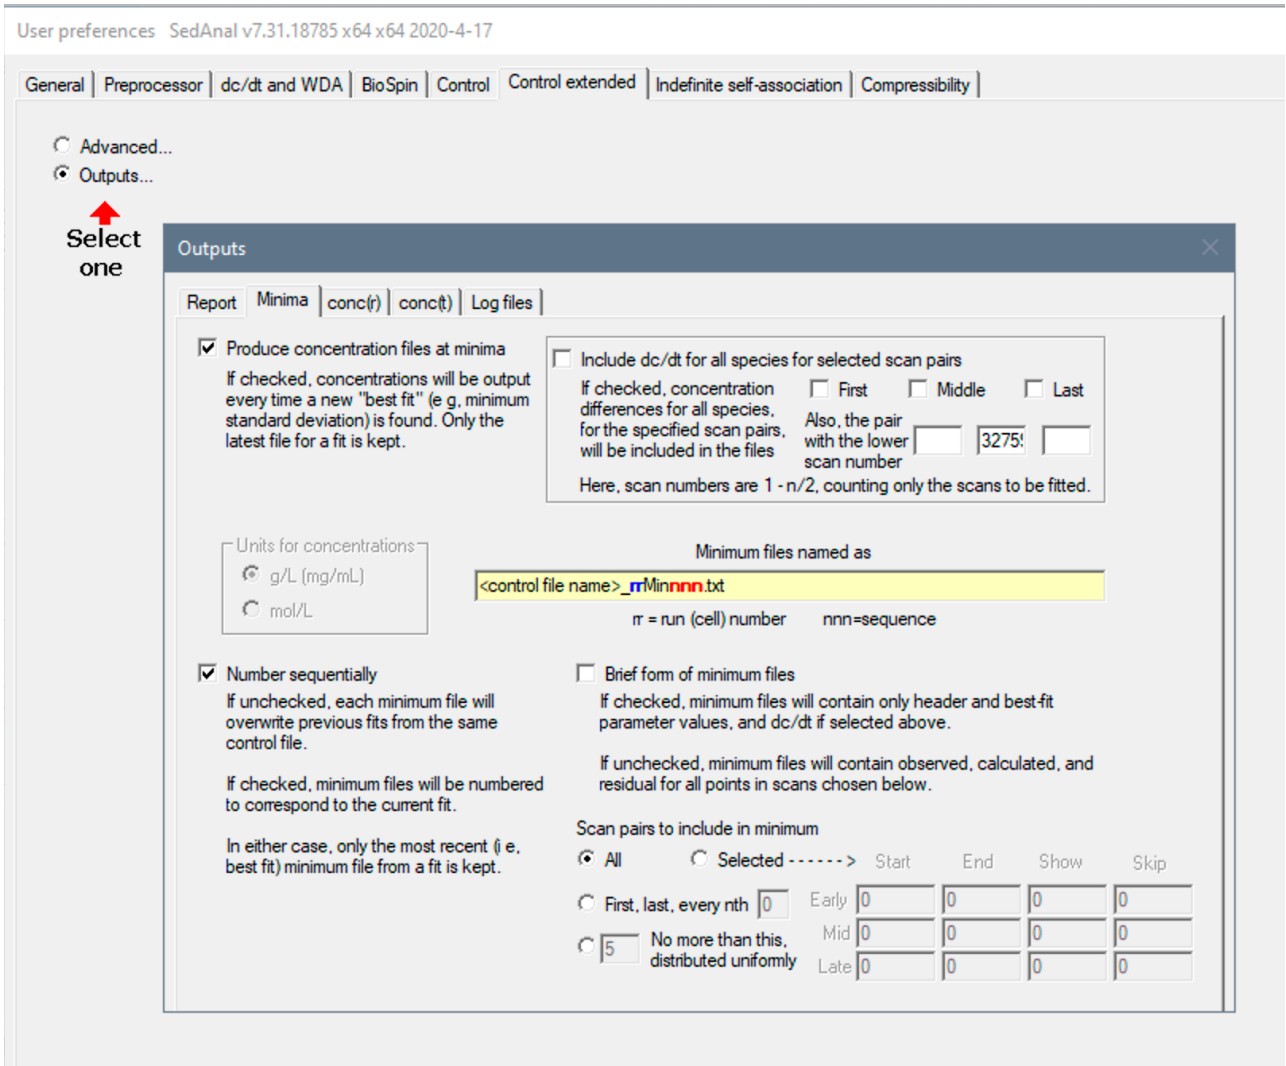 User preferences   SedAnal v7.31.18785 x64 x64 2020-4-17
General Preprocessor dc/dt and WDA BioSpin Control Control extended Indefinite self-association Compressibility
Advanced...
Outputs...
Select
one
Outputs
Report Minima conc(r) conc(t) Log files
Produce concentration files at minima
If checked, concentrations will be output
every time a new "best fit" (e g, minimum
standard deviation) is found. Only the
latest file for a fit is kept.
Include dc/dt for all species for selected scan pairs
If checked, concentration
differences for all species,
for the specified scan pairs,
will be included in the files
First Middle Last
Also, the pair
with the lower
scan number
3275
Here, scan numbers are 1 - n/2, counting only the scans to be fitted.
Units for concentrations
g/L (mg/mL)
mol/L
Minimum files named as
<control file name>_rrMinnnn.txt
rr = run (cell) number nnn=sequence
Number sequentially
If unchecked, each minimum file will
overwrite previous fits from the same
control file.
If checked, minimum files will be numbered
to correspond to the current fit.
In either case, only the most recent (i e,
best fit) minimum file from a fit is kept.
Brief form of minimum files
If checked, minimum files will contain only header and best-fit
parameter values, and dc/dt if selected above.
If unchecked, minimum files will contain observed, calculated, and
residual for all points in scans chosen below.
Scan pairs to include in minimum
All Selected - - - - - -> Start End Show Skip
First, last, every nth 0
5 No more than this,
distributed uniformly
Early 0 0 0 0
Mid 0 0 0 0
Late 0 0 0 0